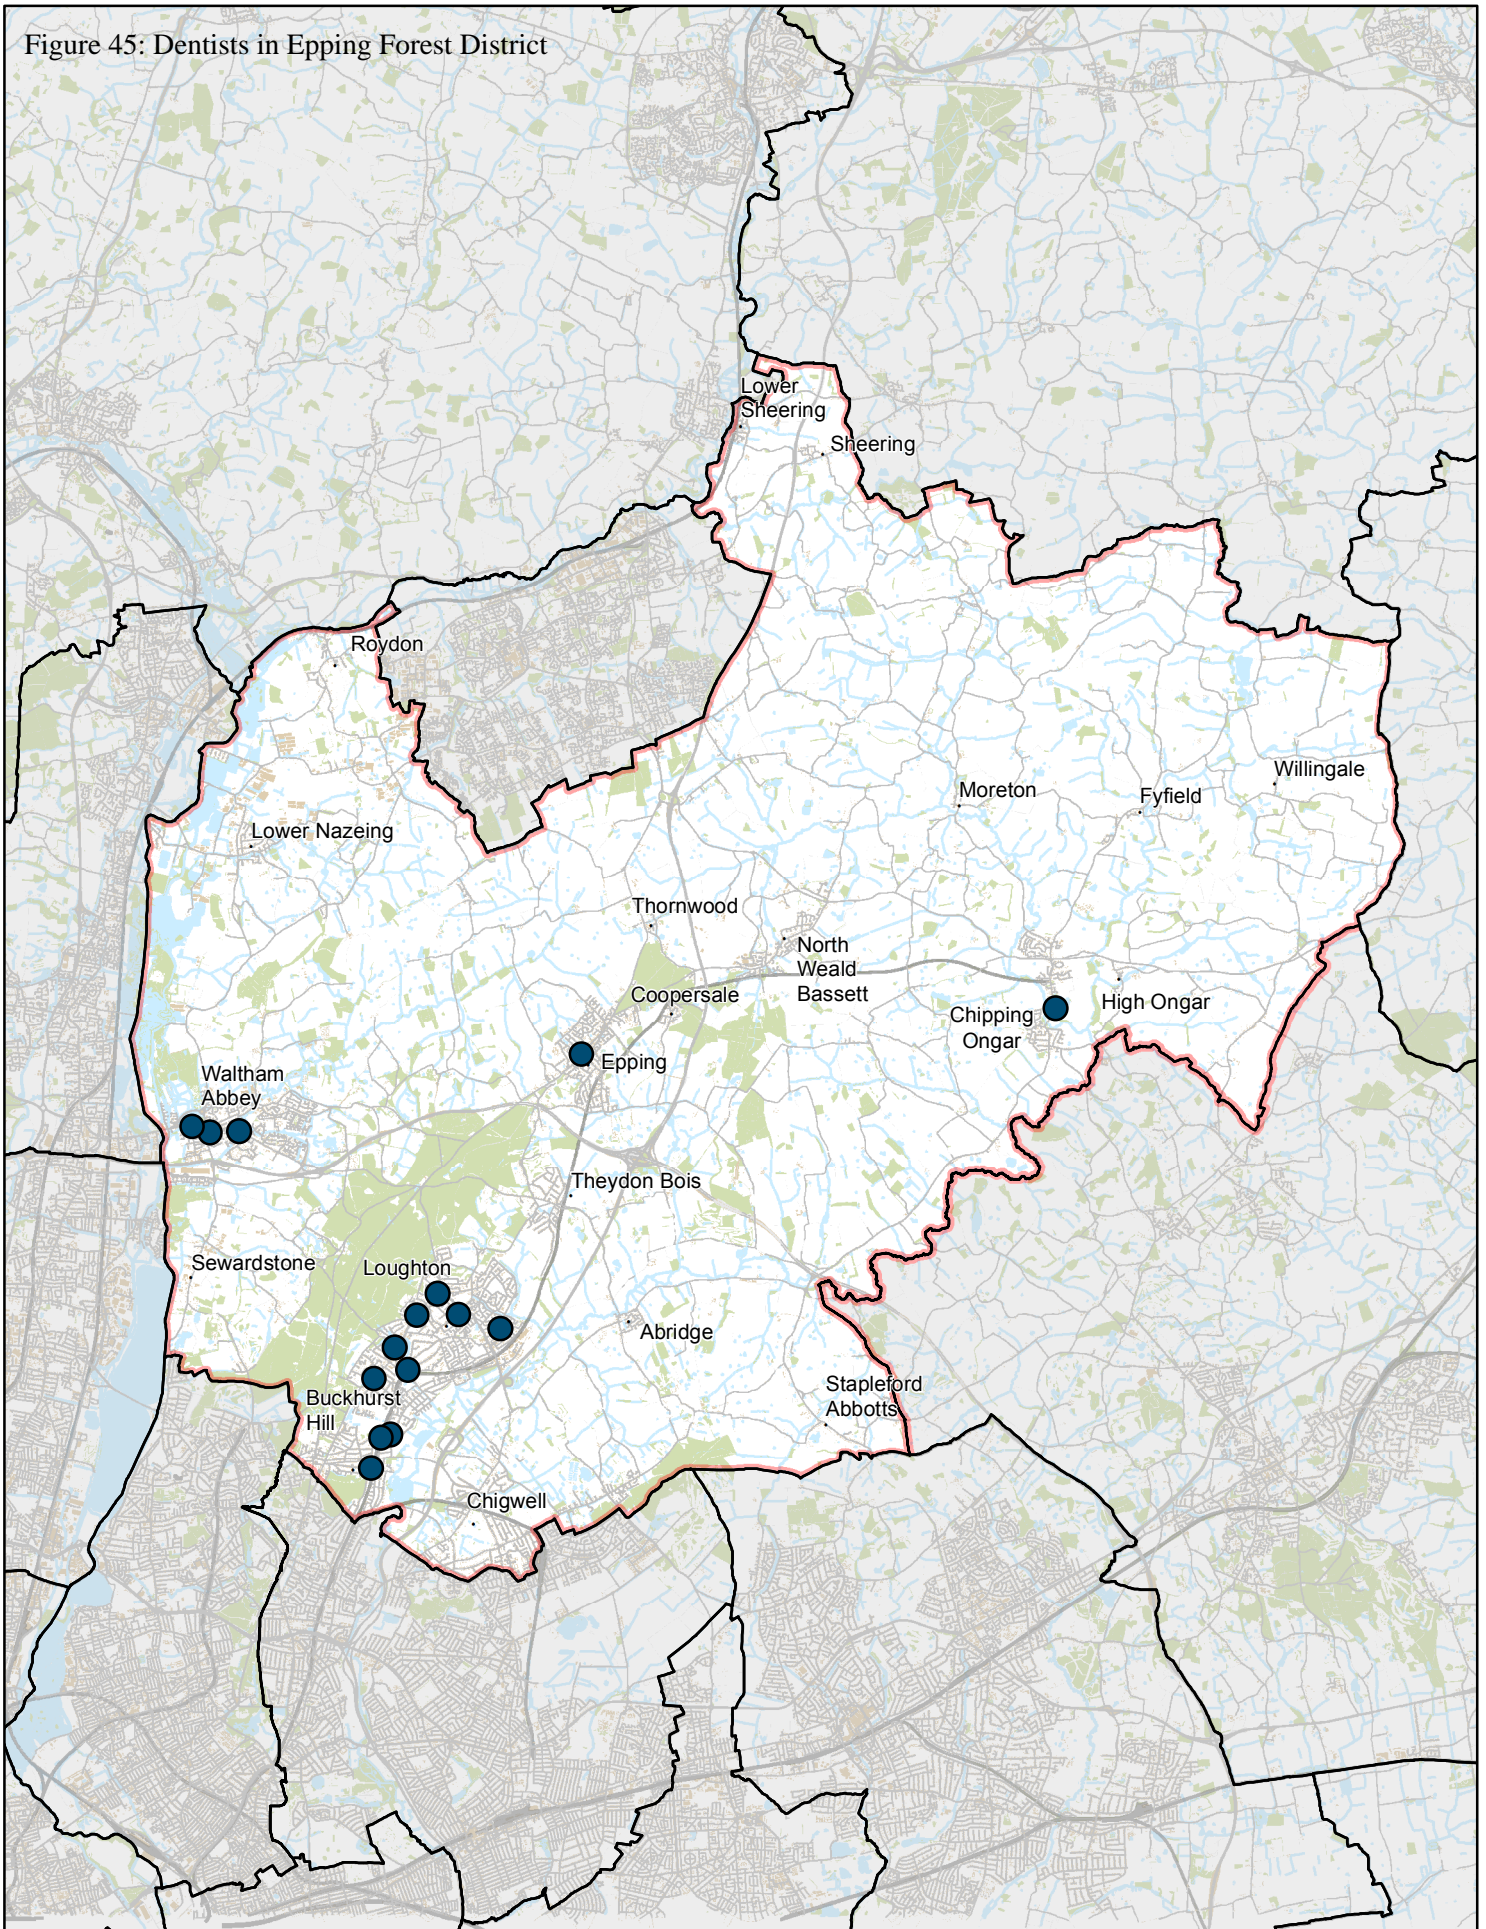 Figure 45: Dentists in Epping Forest District
Lower
Sheering
Sheering
Roydon
Willingale
Moreton
Fyfield
Lower Nazeing
Thornwood
North
Weald
Bassett
Coopersale
High Ongar
Chipping
Ongar
Epping
Waltham
Abbey
Theydon Bois
Sewardstone
Loughton
Abridge
Stapleford
Abbotts
Buckhurst
Hill
Chigwell